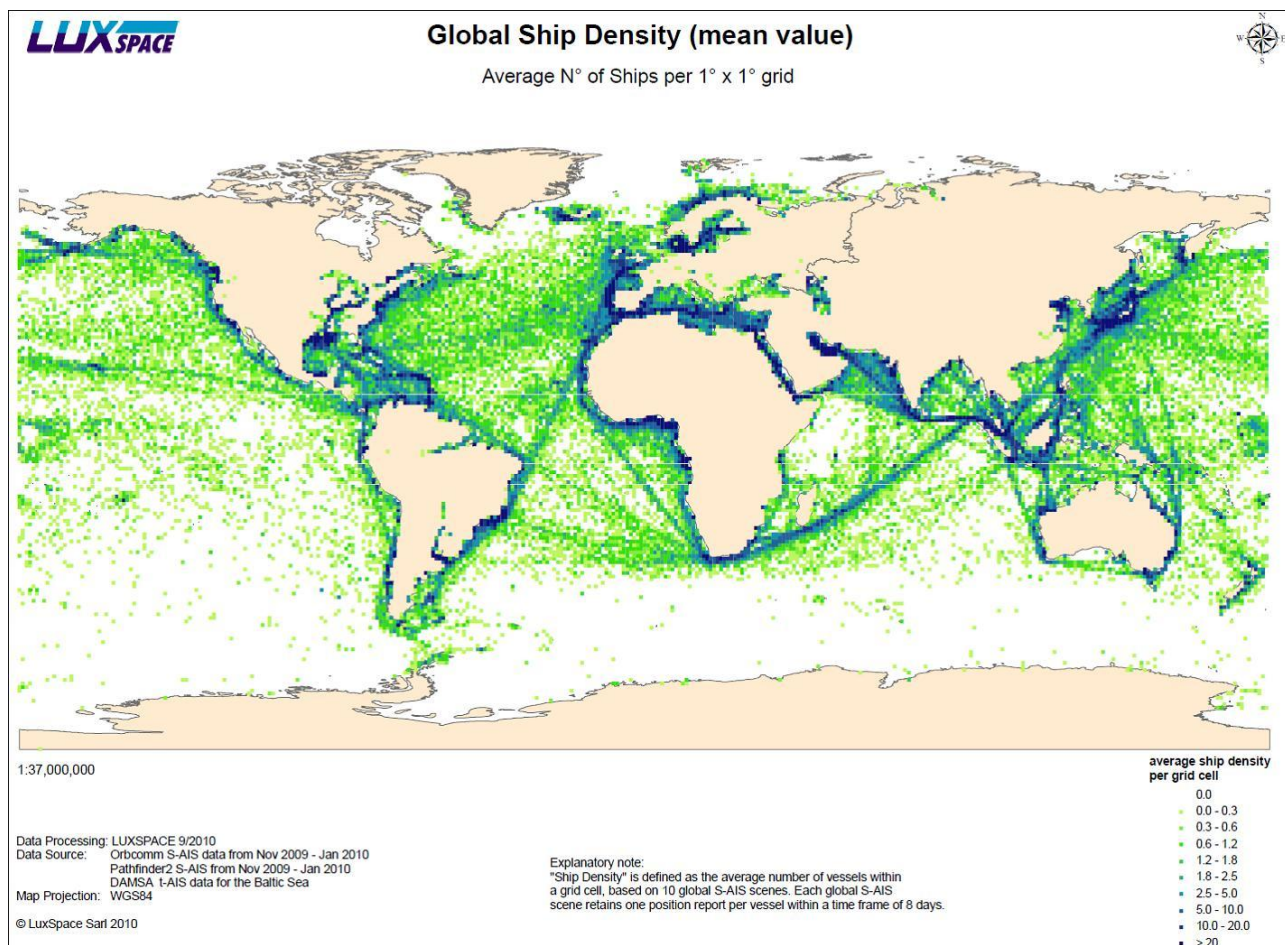 LUXSPACE
Global Ship Density (mean value)
Average N° of Ships per 1° x 1° grid
N
W E
S
1:37,000,000
average ship density
per grid cell
0.0
0.0 - 0.3
0.3 - 0.6
0.6 - 1.2
1.2 - 1.8
1.8 - 2.5
2.5 - 5.0
5.0 - 10.0
10.0 - 20.0
> 20
Data Processing: LUXSPACE 9/2010
Data Source: Orbcomm S-AIS data from Nov 2009 - Jan 2010
Pathfinder2 S-AIS from Nov 2009 - Jan 2010
DAMSA t-AIS data for the Baltic Sea
Map Projection: WGS84
© LuxSpace Sarl 2010
Explanatory note:
"Ship Density" is defined as the average number of vessels within
a grid cell, based on 10 global S-AIS scenes. Each global S-AIS
scene retains one position report per vessel within a time frame of 8 days.